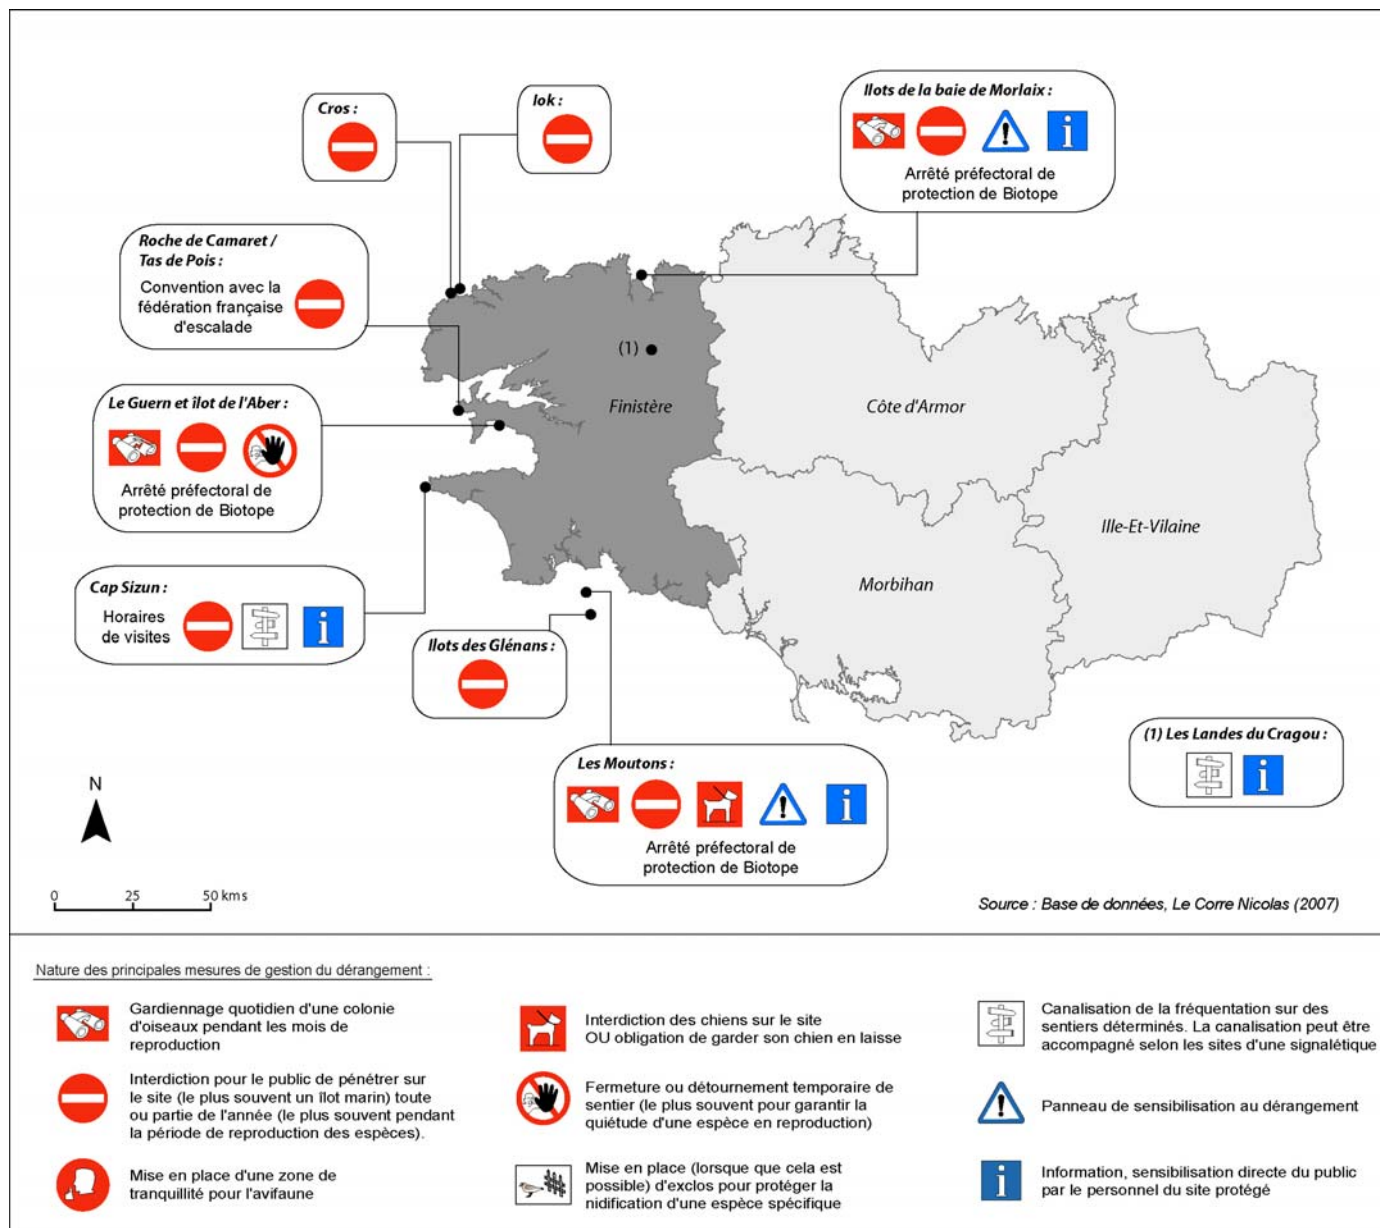 Cros :
Iok :
Ilots de la baie de Morlaix :
Arrêté préfectoral de
protection de Biotope
Roche de Camaret /
Tas de Pois :
Convention avec la
fédération française
d'escalade
(1)
Finistère
Côte d'Armor
Le Guern et îlot de l'Aber :
Arrêté préfectoral de
protection de Biotope
Ille-Et-Vilaine
Morbihan
Cap Sizun :
Horaires
de visites
Ilots des Glénans :
(1) Les Landes du Cragou :
Les Moutons :
Arrêté préfectoral de
protection de Biotope
N
0 25 50 kms
Source : Base de données, Le Corre Nicolas (2007)
Nature des principales mesures de gestion du dérangement :
Gardiennage quotidien d'une colonie
d'oiseaux pendant les mois de
reproduction
Interdiction pour le public de pénétrer sur
le site (le plus souvent un îlot marin) toute
ou partie de l'année (le plus souvent pendant
la période de reproduction des espèces).
Mise en place d'une zone de
tranquillité pour l'avifaune
Interdiction des chiens sur le site
OU obligation de garder son chien en laisse
Fermeture ou détournement temporaire de
sentier (le plus souvent pour garantir la
quiétude d'une espèce en reproduction)
Mise en place (lorsque que cela est
possible) d'exclos pour protéger la
nidification d'une espèce spécifique
Canalisation de la fréquentation sur des
sentiers déterminés. La canalisation peut être
accompagné selon les sites d'une signalétique
Panneau de sensibilisation au dérangement
Information, sensibilisation directe du public
par le personnel du site protégé